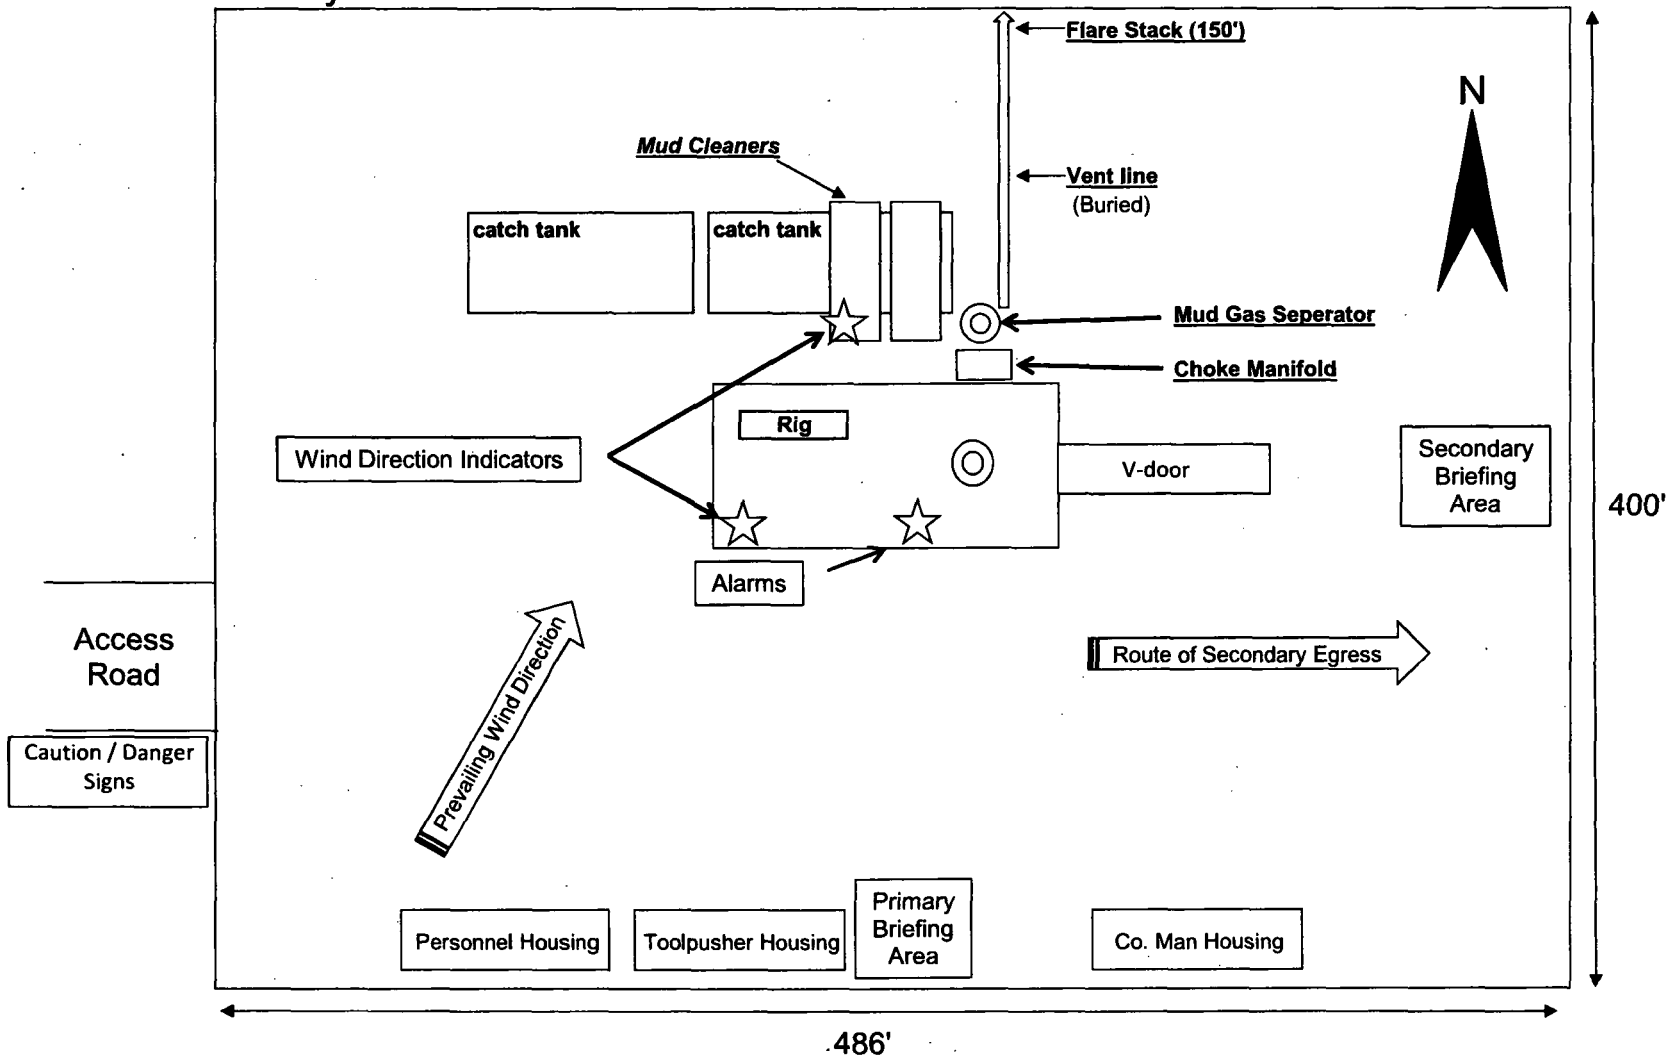 Flare Stack (150')
N
Mud Cleaners
Vent line
(Buried)
catch tank
catch tank
Mud Gas Seperator
Choke Manifold
Rig
Wind Direction Indicators
V-door
Secondary
Briefing
Area
400'
Alarms
Access
Road
Prevailing Wind Direction
Route of Secondary Egress
Caution / Danger
Signs
Primary
Briefing
Area
Personnel Housing
Toolpusher Housing
Co. Man Housing
486'